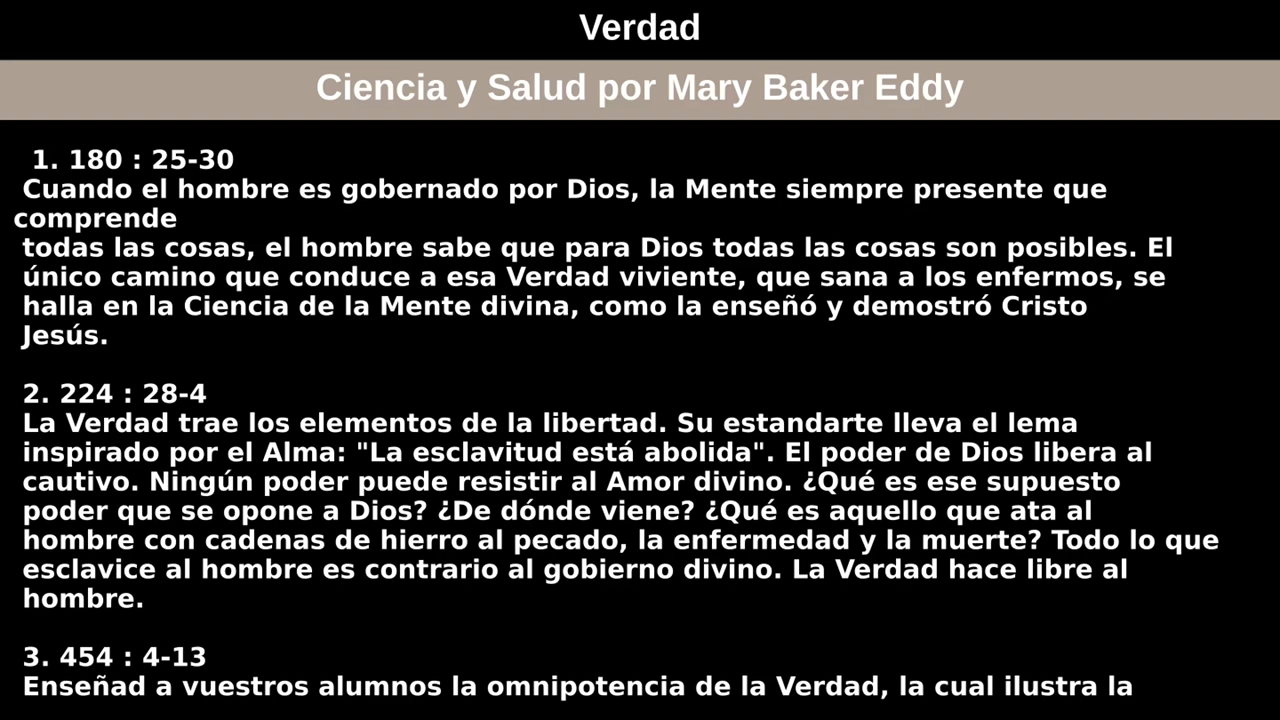 Verdad
Ciencia y Salud por Mary Baker Eddy
1. 180 : 25-30
Cuando el hombre es gobernado por Dios, la Mente siempre presente que
comprende
todas las cosas, el hombre sabe que para Dios todas las cosas son posibles. El
único camino que conduce a esa Verdad viviente, que sana a los enfermos, se
halla en la Ciencia de la Mente divina, como la enseñó y demostró Cristo
Jesús.
2. 224 : 28-4
La Verdad trae los elementos de la libertad. Su estandarte lleva el lema
inspirado por el Alma: "La esclavitud está abolida". El poder de Dios libera al
cautivo. Ningún poder puede resistir al Amor divino. ¿Qué es ese supuesto
poder que se opone a Dios? ¿De dónde viene? ¿Qué es aquello que ata al
hombre con cadenas de hierro al pecado, la enfermedad y la muerte? Todo lo que
esclavice al hombre es contrario al gobierno divino. La Verdad hace libre al
hombre.
3. 454 : 4-13
Enseñad a vuestros alumnos la omnipotencia de la Verdad, la cual ilustra la